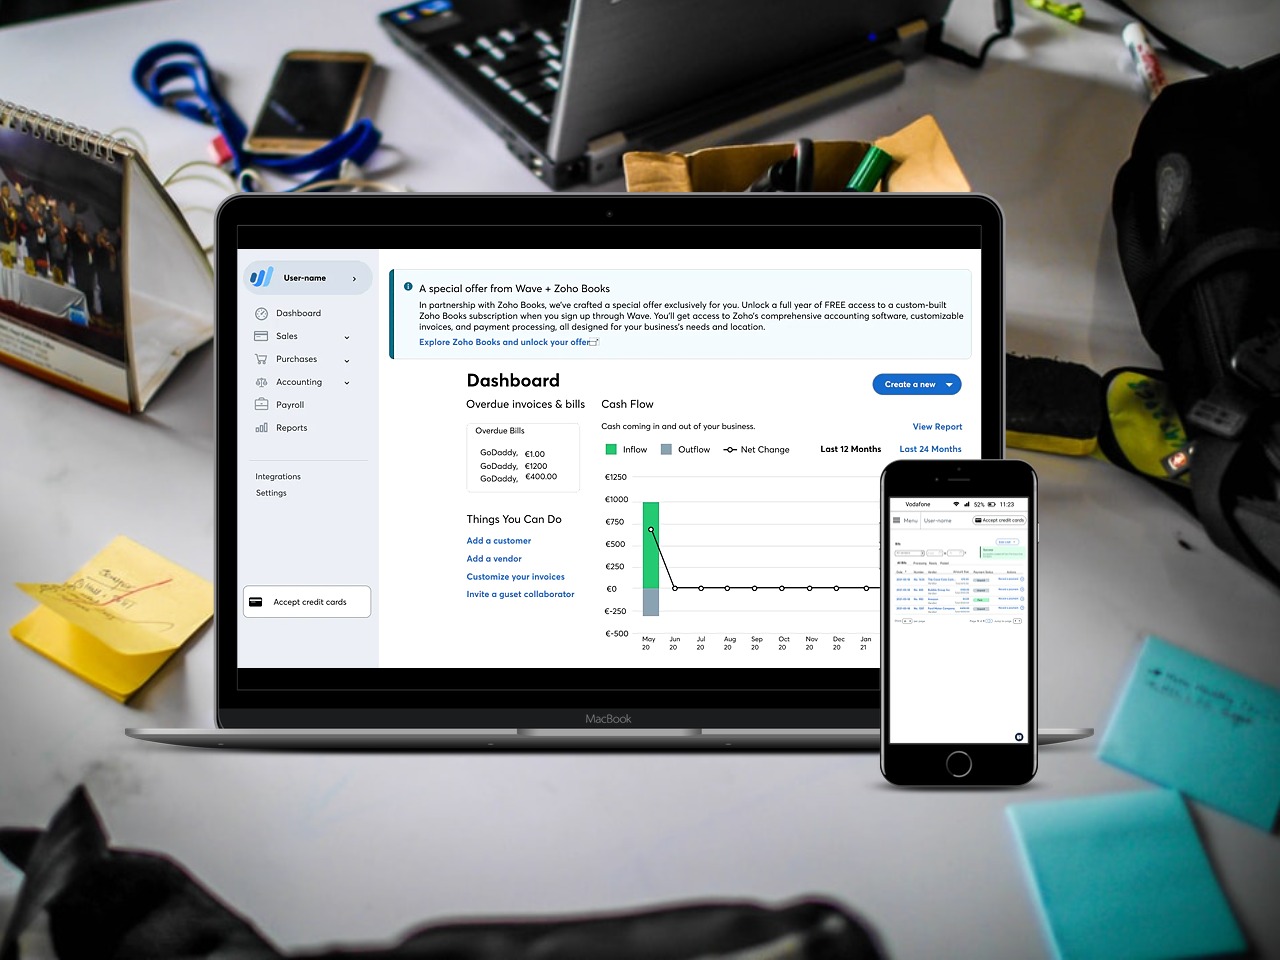 User-name
Dashboard
Sales
Purchases
Accounting
Payroll
Reports
Integrations
Settings
Accept credit cards
A special offer from Wave + Zoho Books
In partnership with Zoho Books, we've crafted a special offer exclusively for you. Unlock a full year of FREE access to a custom-built
Zoho Books subscription when you sign up through Wave. You'll get access to Zoho's comprehensive accounting software, customizable
invoices, and payment processing, all designed for your business's needs and location.
Explore Zoho Books and unlock your offer
Dashboard
Create a new
Overdue invoices & bills
Overdue Bills
GoDaddy, €1.00
GoDaddy, €1200
GoDaddy, €400.00
Things You Can Do
Add a customer
Add a vendor
Customize your invoices
Invite a guset collaborator
Cash Flow
Cash coming in and out of your business.
View Report
Inflow Outflow Net Change Last 12 Months Last 24 Months
€1250
€1000
€750
€500
€250
€0
€-250
€-500
May 20
Jun 20
Jul 20
Aug 20
Sep 20
Oct 20
Nov 20
Dec 20
Jan 21
MacBook
Vodafone 52% 11:23
Menu User-name Accept credit cards